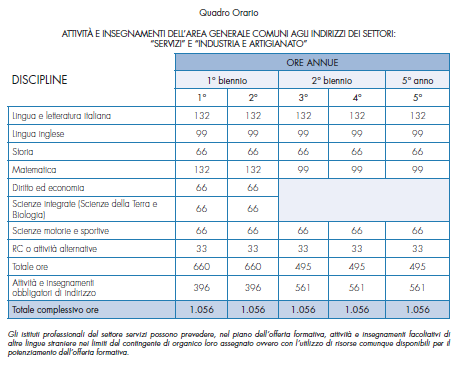 Quadro Orario
ATTIVITÀ E INSEGNAMENTI DELL'AREA GENERALE COMUNI AGLI INDIRIZZI DEI SETTORI:
"SERVIZI" E "INDUSTRIA E ARTIGIANATO"
DISCIPLINE
ORE ANNUE
1° biennio 2° biennio 5° anno
1° 2° 3° 4° 5°
Lingua e letteratura italiana 132 132 132 132 132
Lingua inglese 99 99 99 99 99
Storia 66 66 66 66 66
Matematica 132 132 99 99 99
Diritto ed economia 66 66
Scienze integrate (Scienze della Terra e
Biologia) 66 66
Scienze motorie e sportive 66 66 66 66 66
RC o attività alternative 33 33 33 33 33
Totale ore 660 660 495 495 495
Attività e insegnamenti
obbligatori di indirizzo 396 396 561 561 561
Totale complessivo ore 1.056 1.056 1.056 1.056 1.056
Gli istituti professionali del settore servizi possono prevedere, nel piano dell'offerta formativa, attività e insegnamenti facoltativi di
altre lingue straniere nei limiti del contingente di organico loro assegnato ovvero con l'utilizzo di risorse comunque disponibili per il
potenziamento dell'offerta formativa.